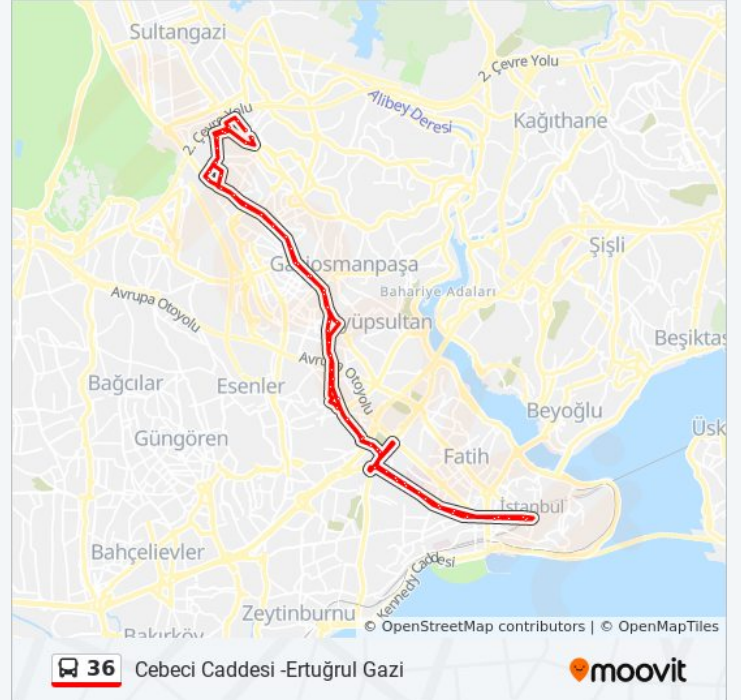 Sultangazi
2. Çevre Yolu
2. Çevre Yolu
Alibey Deresi
Kağıthane
Şişli
Gaziosmanpaşa
Bahariye Adaları
Avrupa Otoyolu
yüpsultan
Beşiktaş
Avrupa Otoyolu
Bağcılar
Esenler
Beyoğlu
Üsk
Güngören
Fatih
İstanbul
Bahçelievler
Kennedy Caddesi
Zeytinburnu
Bakırköy
© OpenStreetMap contributors | © OpenMapTiles
36 Cebeci Caddesi -Ertuğrul Gazi
moovit